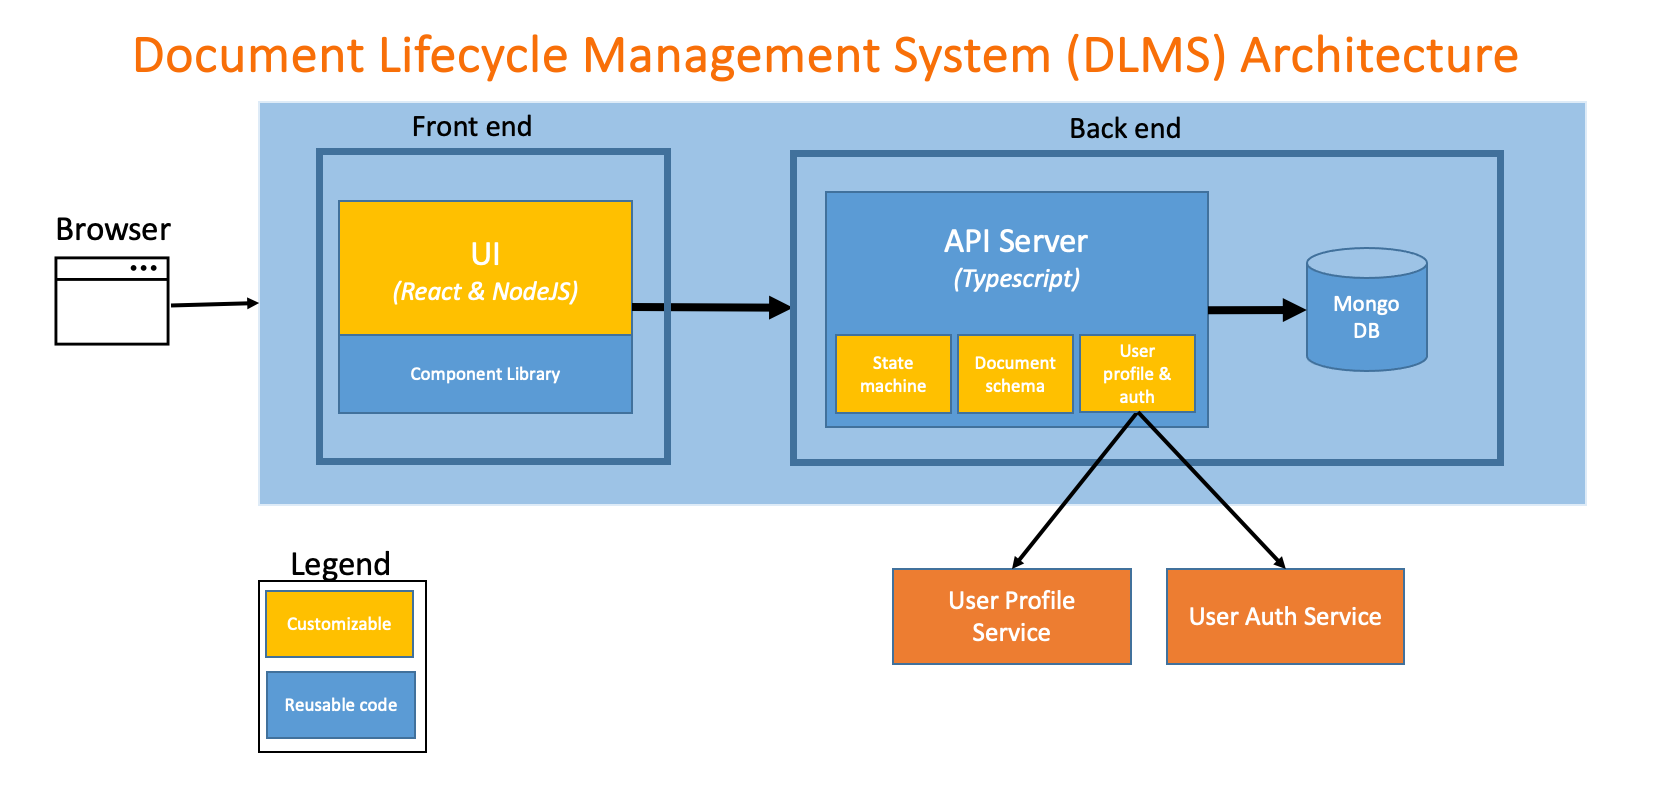 Document Lifecycle Management System (DLMS) Architecture
Front end
Back end
Browser
UI
(React & NodeJS)
Component Library
API Server
(Typescript)
State
machine
Document
schema
User
profile &
auth
Mongo
DB
User Profile
Service
User Auth Service
Legend
Customizable
Reusable code